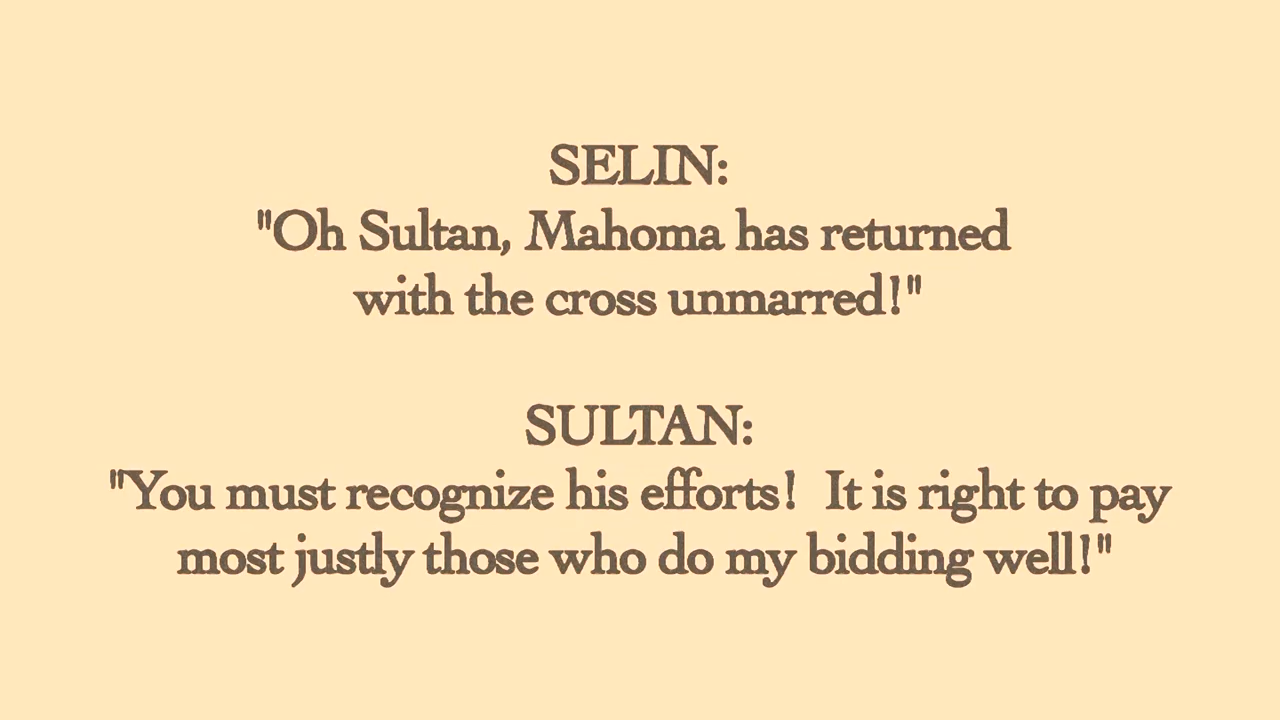 SELIN:
"Oh Sultan, Mahoma has returned
with the cross unmarred!"
SULTAN:
"You must recognize his efforts!  It is right to pay
most justly those who do my bidding well!"